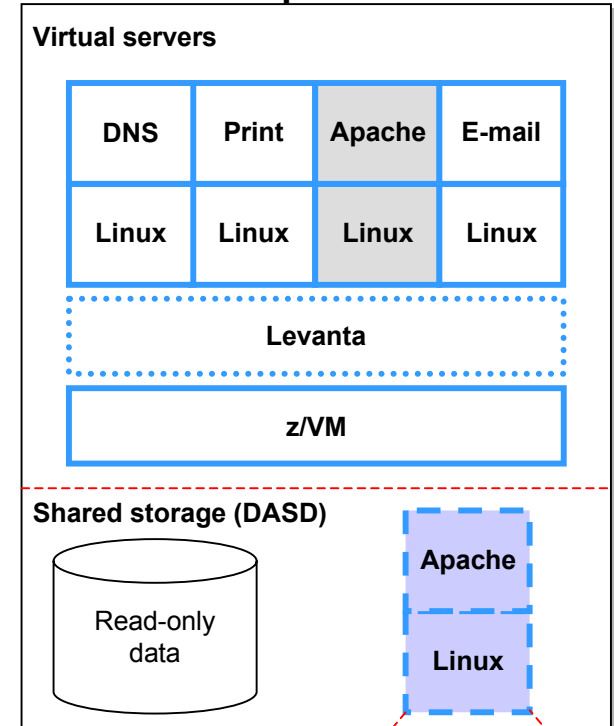 Virtual servers
DNS Print Apache E-mail
Linux Linux Linux Linux
Levanta
z/VM
Shared storage (DASD)
Apache
Read-only
data
Linux